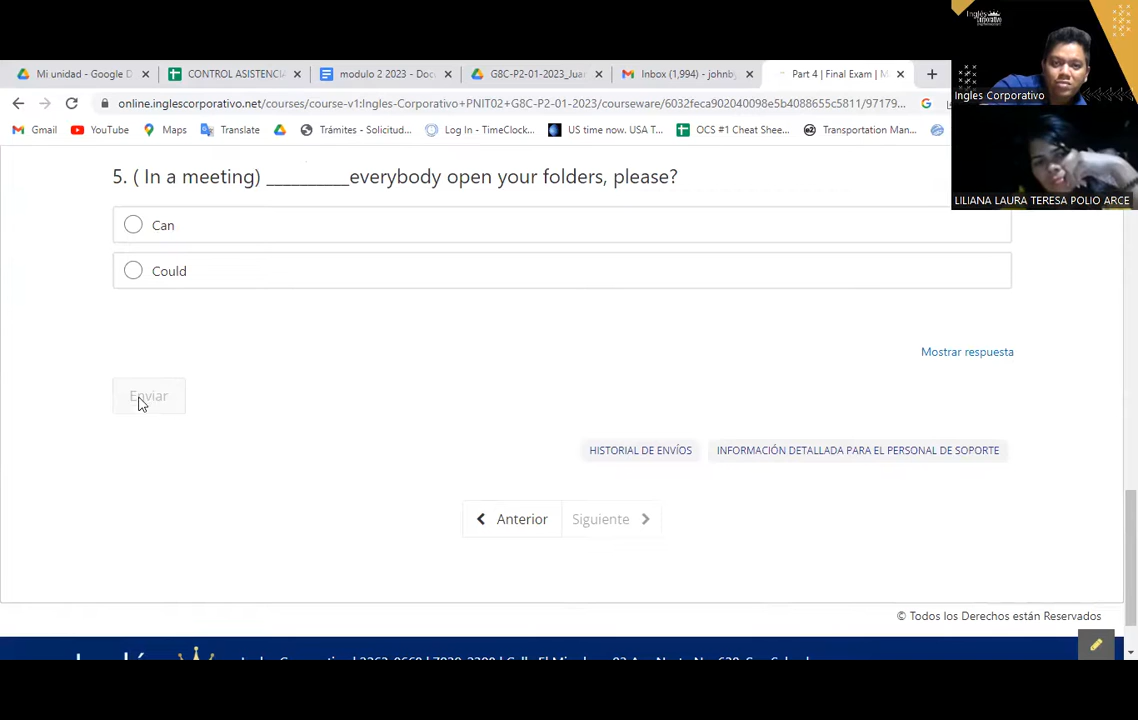 Inglés
Corporativo
Ingles Corporativo
LILIANA LAURA TERESA POLIO ARCE
Mi unidad - Google D
CONTROL ASISTENCIA
modulo 2 2023 - Doc
G8C-P2-01-2023_Jua
Inbox (1,994) - johnb
Part 4 | Final Exam | M
online.inglescorporativo.net/courses/course-v1:Ingles-Corporativo+PNIT02+G8C-P2-01-2023/courseware/6032feca902040098e5b4088655c5811/97179...
Gmail
YouTube
Maps
Translate
Trámites - Solicitud...
Log In - TimeClock...
US time now. USA T...
OCS #1 Cheat Shee...
Transportation Man...
5. ( In a meeting) __________everybody open your folders, please?
Can
Could
Mostrar respuesta
Enviar
HISTORIAL DE ENVÍOS
INFORMACIÓN DETALLADA PARA EL PERSONAL DE SOPORTE
Anterior
Siguiente
© Todos los Derechos están Reservados